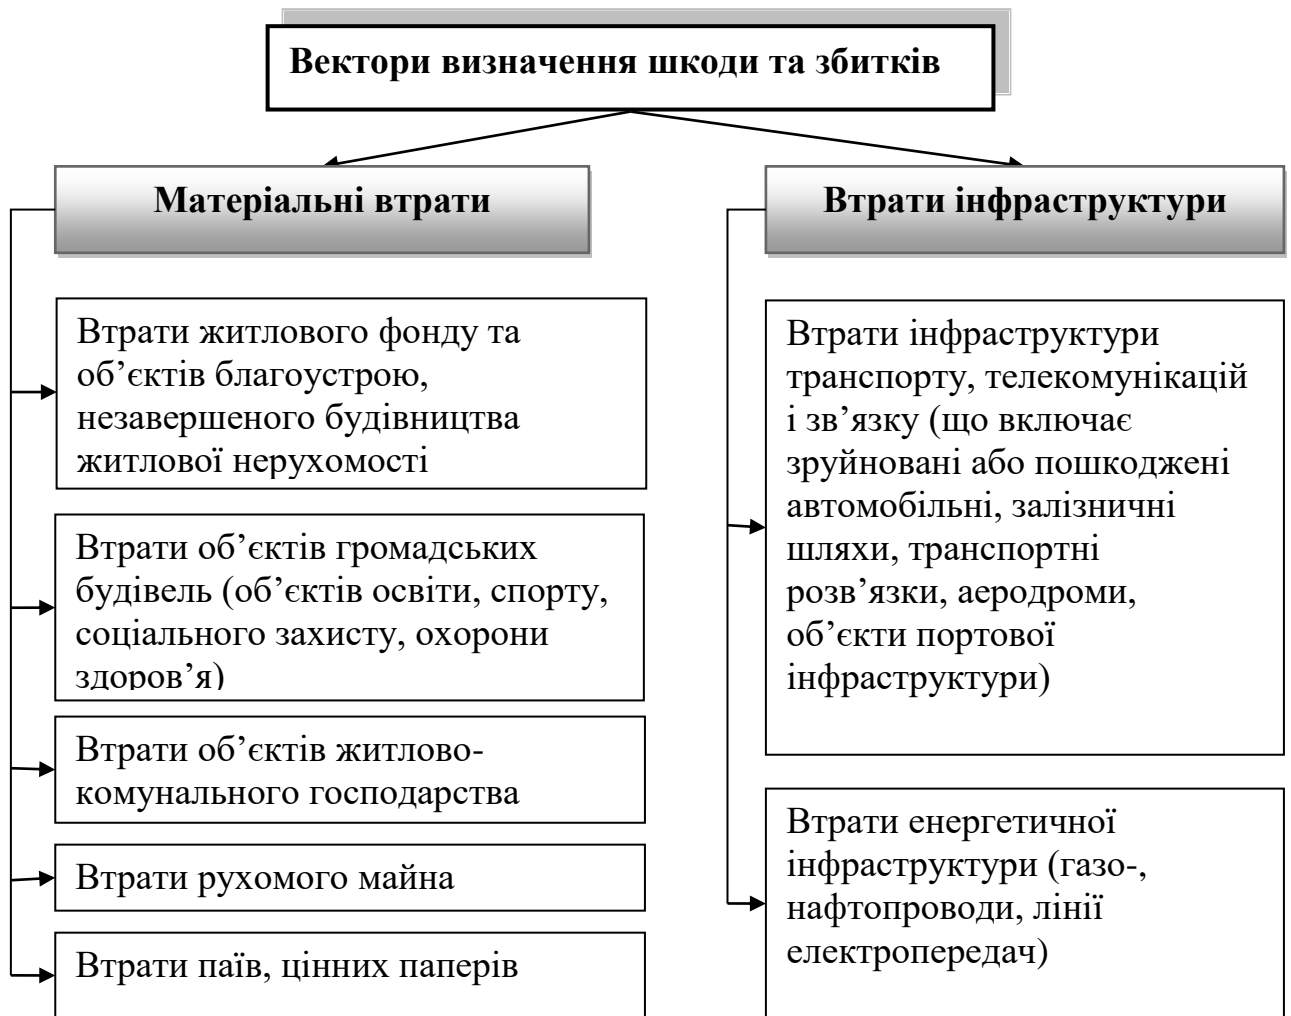 Вектори визначення шкоди та збитків
Матеріальні втрати
Втрати житлового фонду та
об’єктів благоустрою,
незавершеного будівництва
житлової нерухомості
Втрати об’єктів громадських
будівель (об’єктів освіти, спорту,
соціального захисту, охорони
здоров’я)
Втрати об’єктів житлово-
комунального господарства
Втрати рухомого майна
Втрати паїв, цінних паперів
Втрати інфраструктури
Втрати інфраструктури
транспорту, телекомунікацій
і зв’язку (що включає
зруйновані або пошкоджені
автомобільні, залізничні
шляхи, транспортні
розв’язки, аеродроми,
об’єкти портової
інфраструктури)
Втрати енергетичної
інфраструктури (газо-,
нафтопроводи, лінії
електропередач)